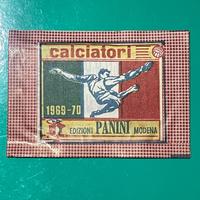 calciatori
1969-70
EDIZIONI PANINI MODENA